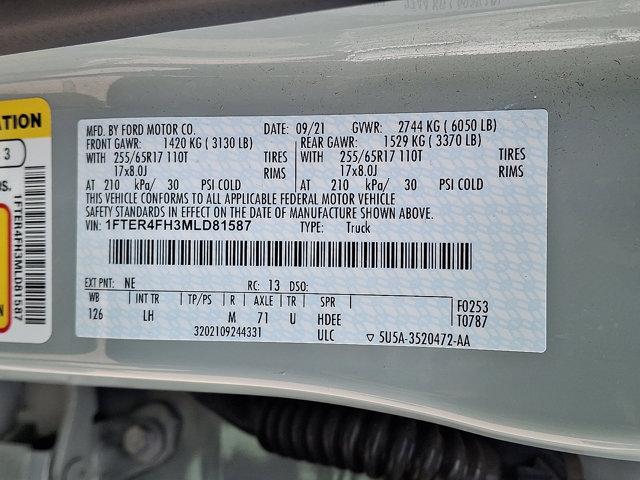 ATION
3
RS.
1FTER4FH3MLD81587
MFD. BY FORD MOTOR CO.
DATE: 09/21 GVWR: 2744 KG ( 6050 LB)
FRONT GAWR: 1420 KG ( 3130 LB) REAR GAWR: 1529 KG ( 3370 LB)
WITH 255/65R17 110T TIRES WITH 255/65R17 110T TIRES
17x8.0J RIMS 17x8.0J RIMS
AT 210 kPa/ 30 PSI COLD AT 210 kPa/ 30 PSI COLD
THIS VEHICLE CONFORMS TO ALL APPLICABLE FEDERAL MOTOR VEHICLE
SAFETY STANDARDS IN EFFECT ON THE DATE OF MANUFACTURE SHOWN ABOVE.
VIN: 1FTER4FH3MLD81587 TYPE: Truck
EXT PNT: NE RC: 13 DSO:
WB INT TR TP/PS R AXLE TR SPR F0253
126 LH M 71 U HDEE T0787
3202109244331 ULC ▽ 5U5A-3520472-AA